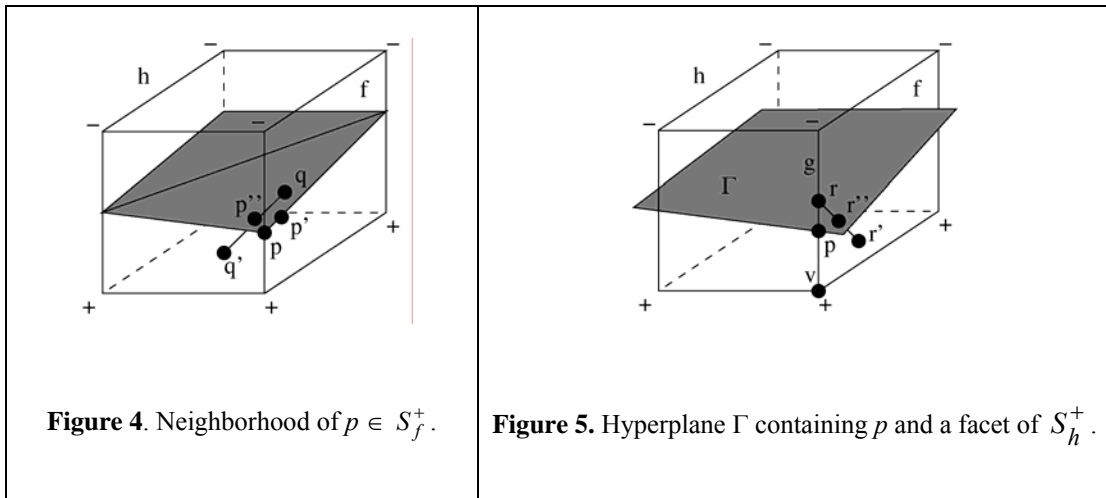 − −
h
f
− −
q
p’’
p’
p
q’
+
+ +
Figure 4. Neighborhood of p ∈ S_f^+.
− −
h
f
− −
g
Γ
r
r’’
p
r’
v
+
+ +
Figure 5. Hyperplane Γ containing p and a facet of S_h^+.